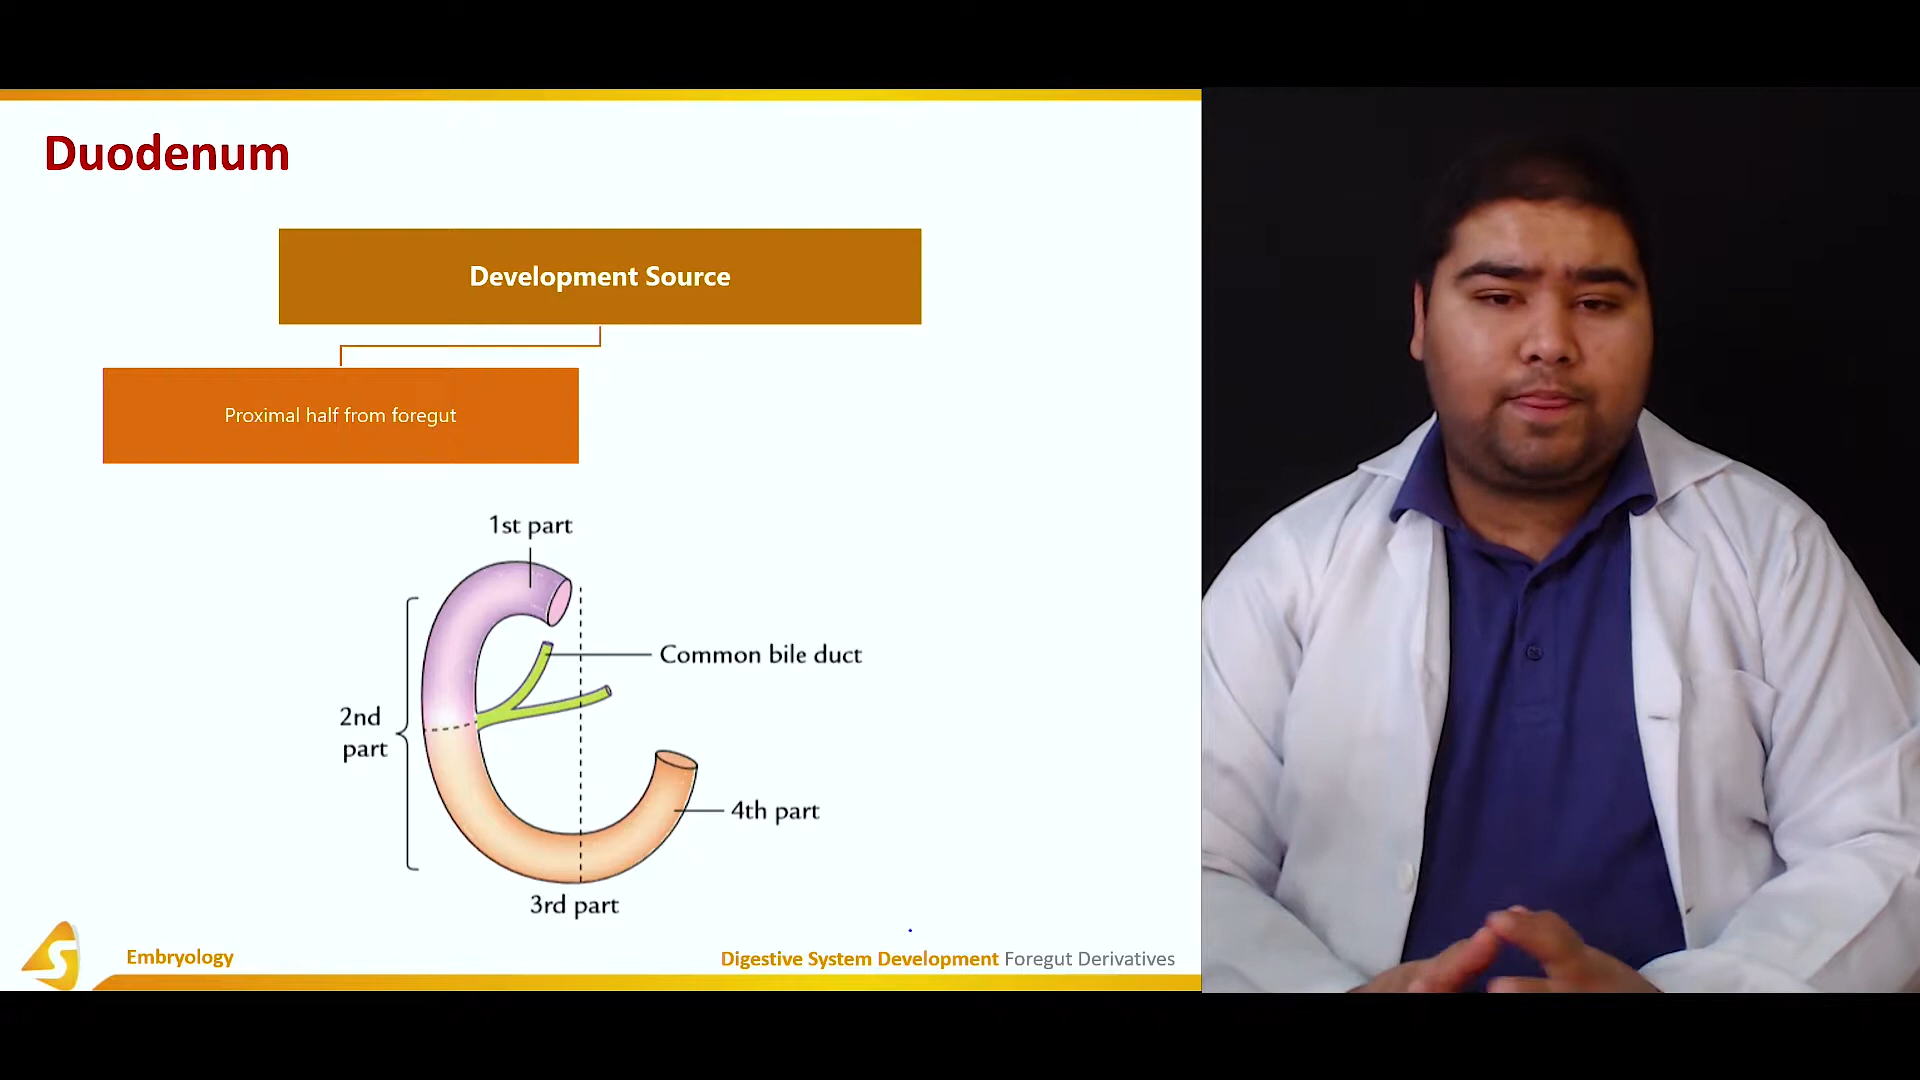 Duodenum
Development Source
Proximal half from foregut
1st part
Common bile duct
2nd
part
4th part
3rd part
Embryology
Digestive System Development Foregut Derivatives